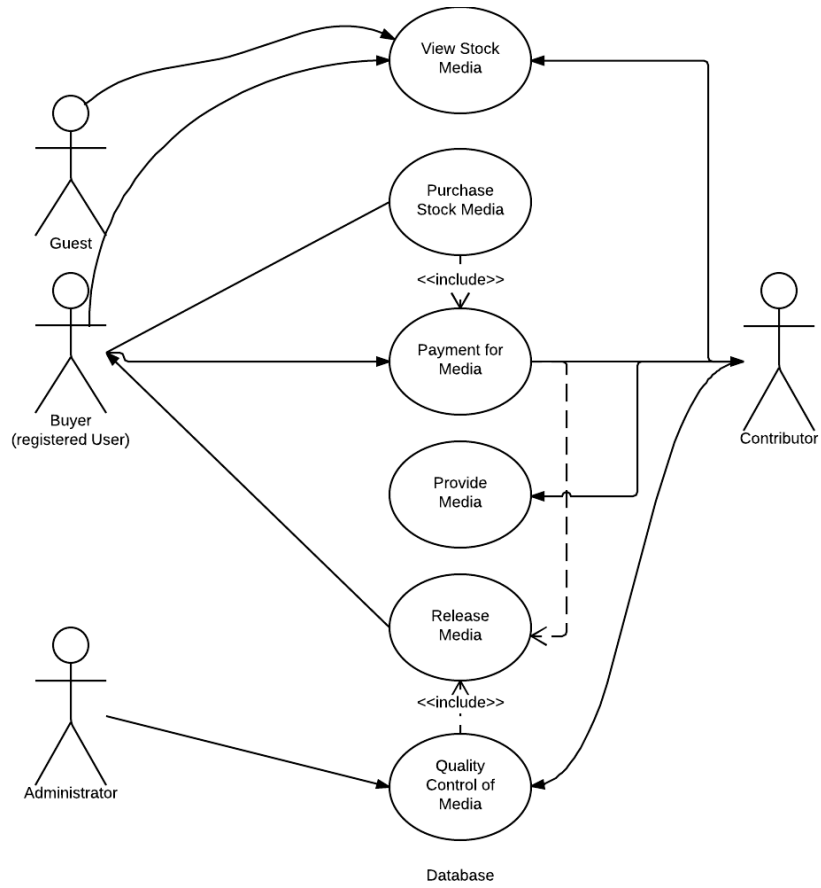 View Stock
Media
Guest
Purchase
Stock Media
<<include>>
Buyer
(registered User)
Payment for
Media
Contributor
Provide
Media
Release
Media
<<include>>
Administrator
Quality
Control of
Media
Database